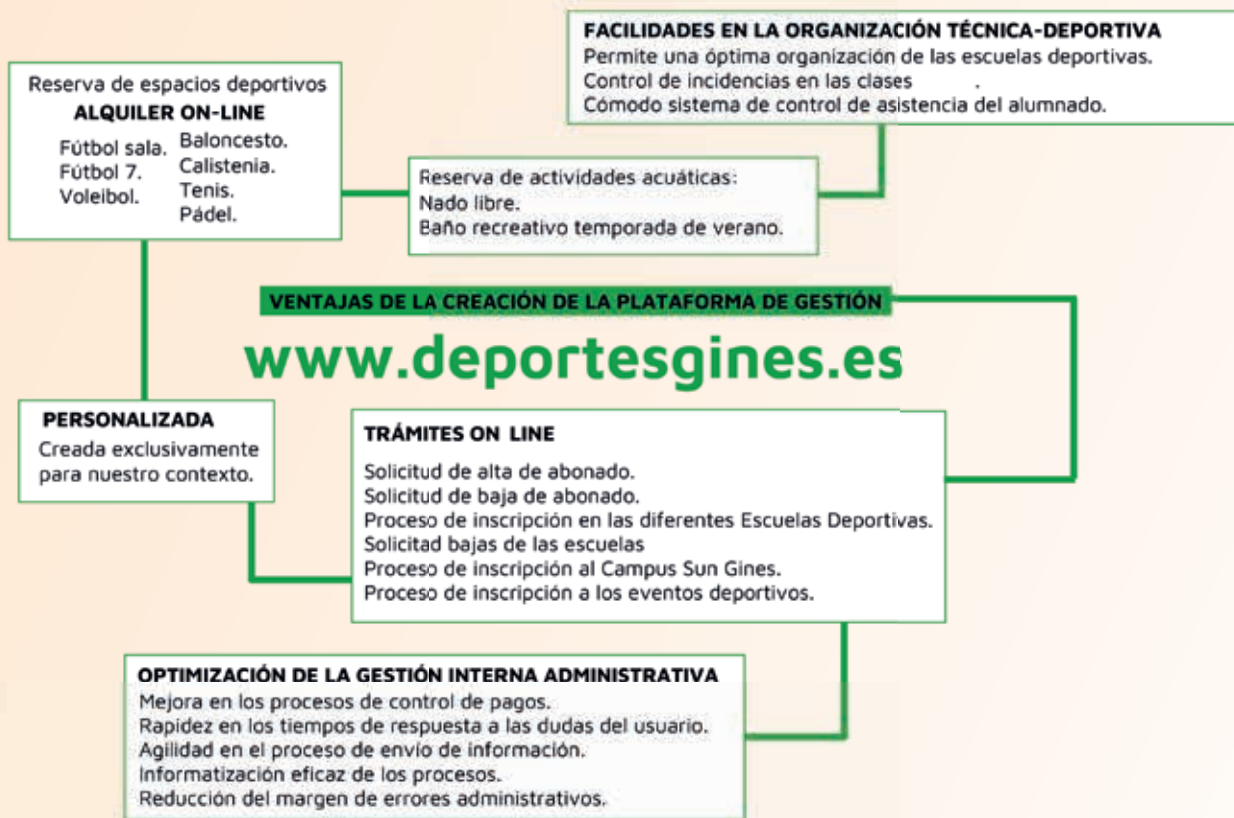 FACILIDADES EN LA ORGANIZACIÓN TÉCNICA-DEPORTIVA
Permite una óptima organización de las escuelas deportivas.
Control de incidencias en las clases .
Cómodo sistema de control de asistencia del alumnado.
Reserva de espacios deportivos
ALQUILER ON-LINE
Fútbol sala.
Fútbol 7.
Voleibol.
Baloncesto.
Calistenia.
Tenis.
Pádel.
Reserva de actividades acuáticas:
Nado libre.
Baño recreativo temporada de verano.
VENTAJAS DE LA CREACIÓN DE LA PLATAFORMA DE GESTIÓN
www.deportesgines.es
PERSONALIZADA
Creada exclusivamente
para nuestro contexto.
TRÁMITES ON LINE
Solicitud de alta de abonado.
Solicitud de baja de abonado.
Proceso de inscripción en las diferentes Escuelas Deportivas.
Solicitad bajas de las escuelas
Proceso de inscripción al Campus Sun Gines.
Proceso de inscripción a los eventos deportivos.
OPTIMIZACIÓN DE LA GESTIÓN INTERNA ADMINISTRATIVA
Mejora en los procesos de control de pagos.
Rapidez en los tiempos de respuesta a las dudas del usuario.
Agilidad en el proceso de envío de información.
Informatización eficaz de los procesos.
Reducción del margen de errores administrativos.